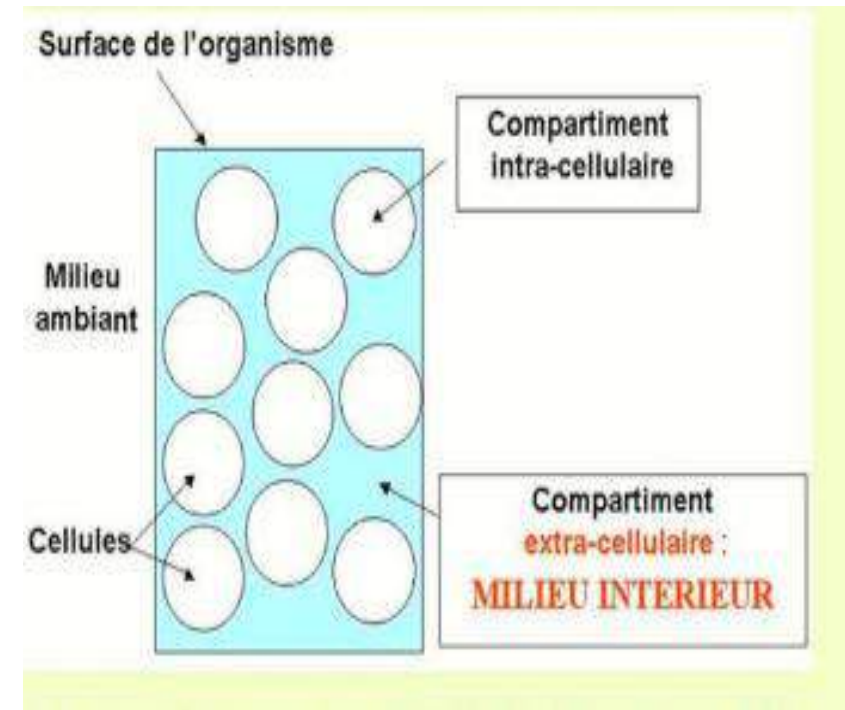 Surface de l'organisme
Compartiment
intra-cellulaire
Milieu
ambiant
Cellules
Compartiment
extra-cellulaire :
MILIEU INTERIEUR